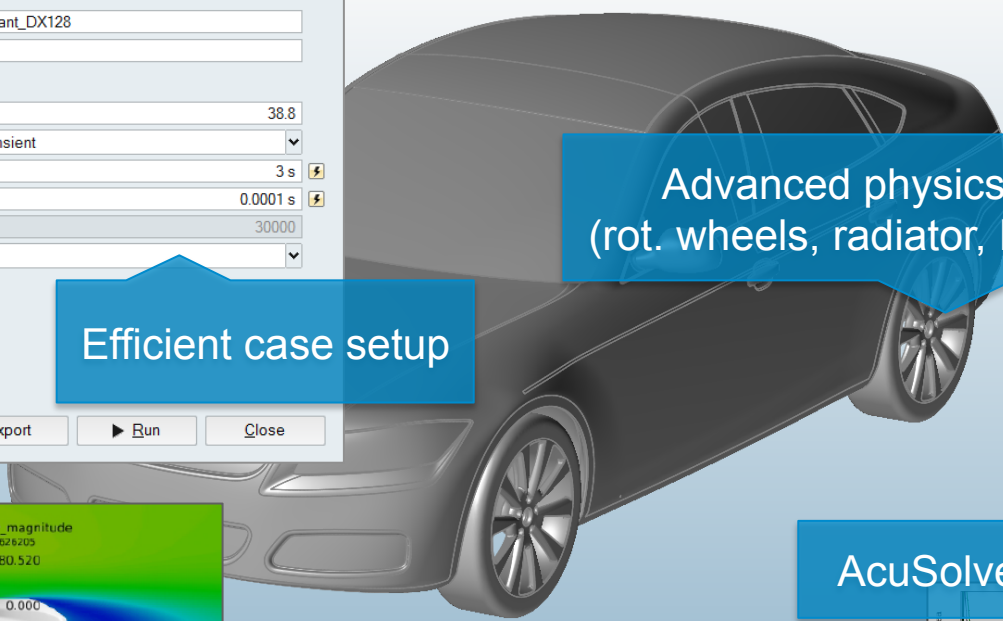 ant_DX128
38.8
nsient
3 s
0.0001 s
30000
Advanced physics
(rot. wheels, radiator,
Efficient case setup
xport
Run
Close
_magnitude
626205
80.520
0.000
AcuSolve